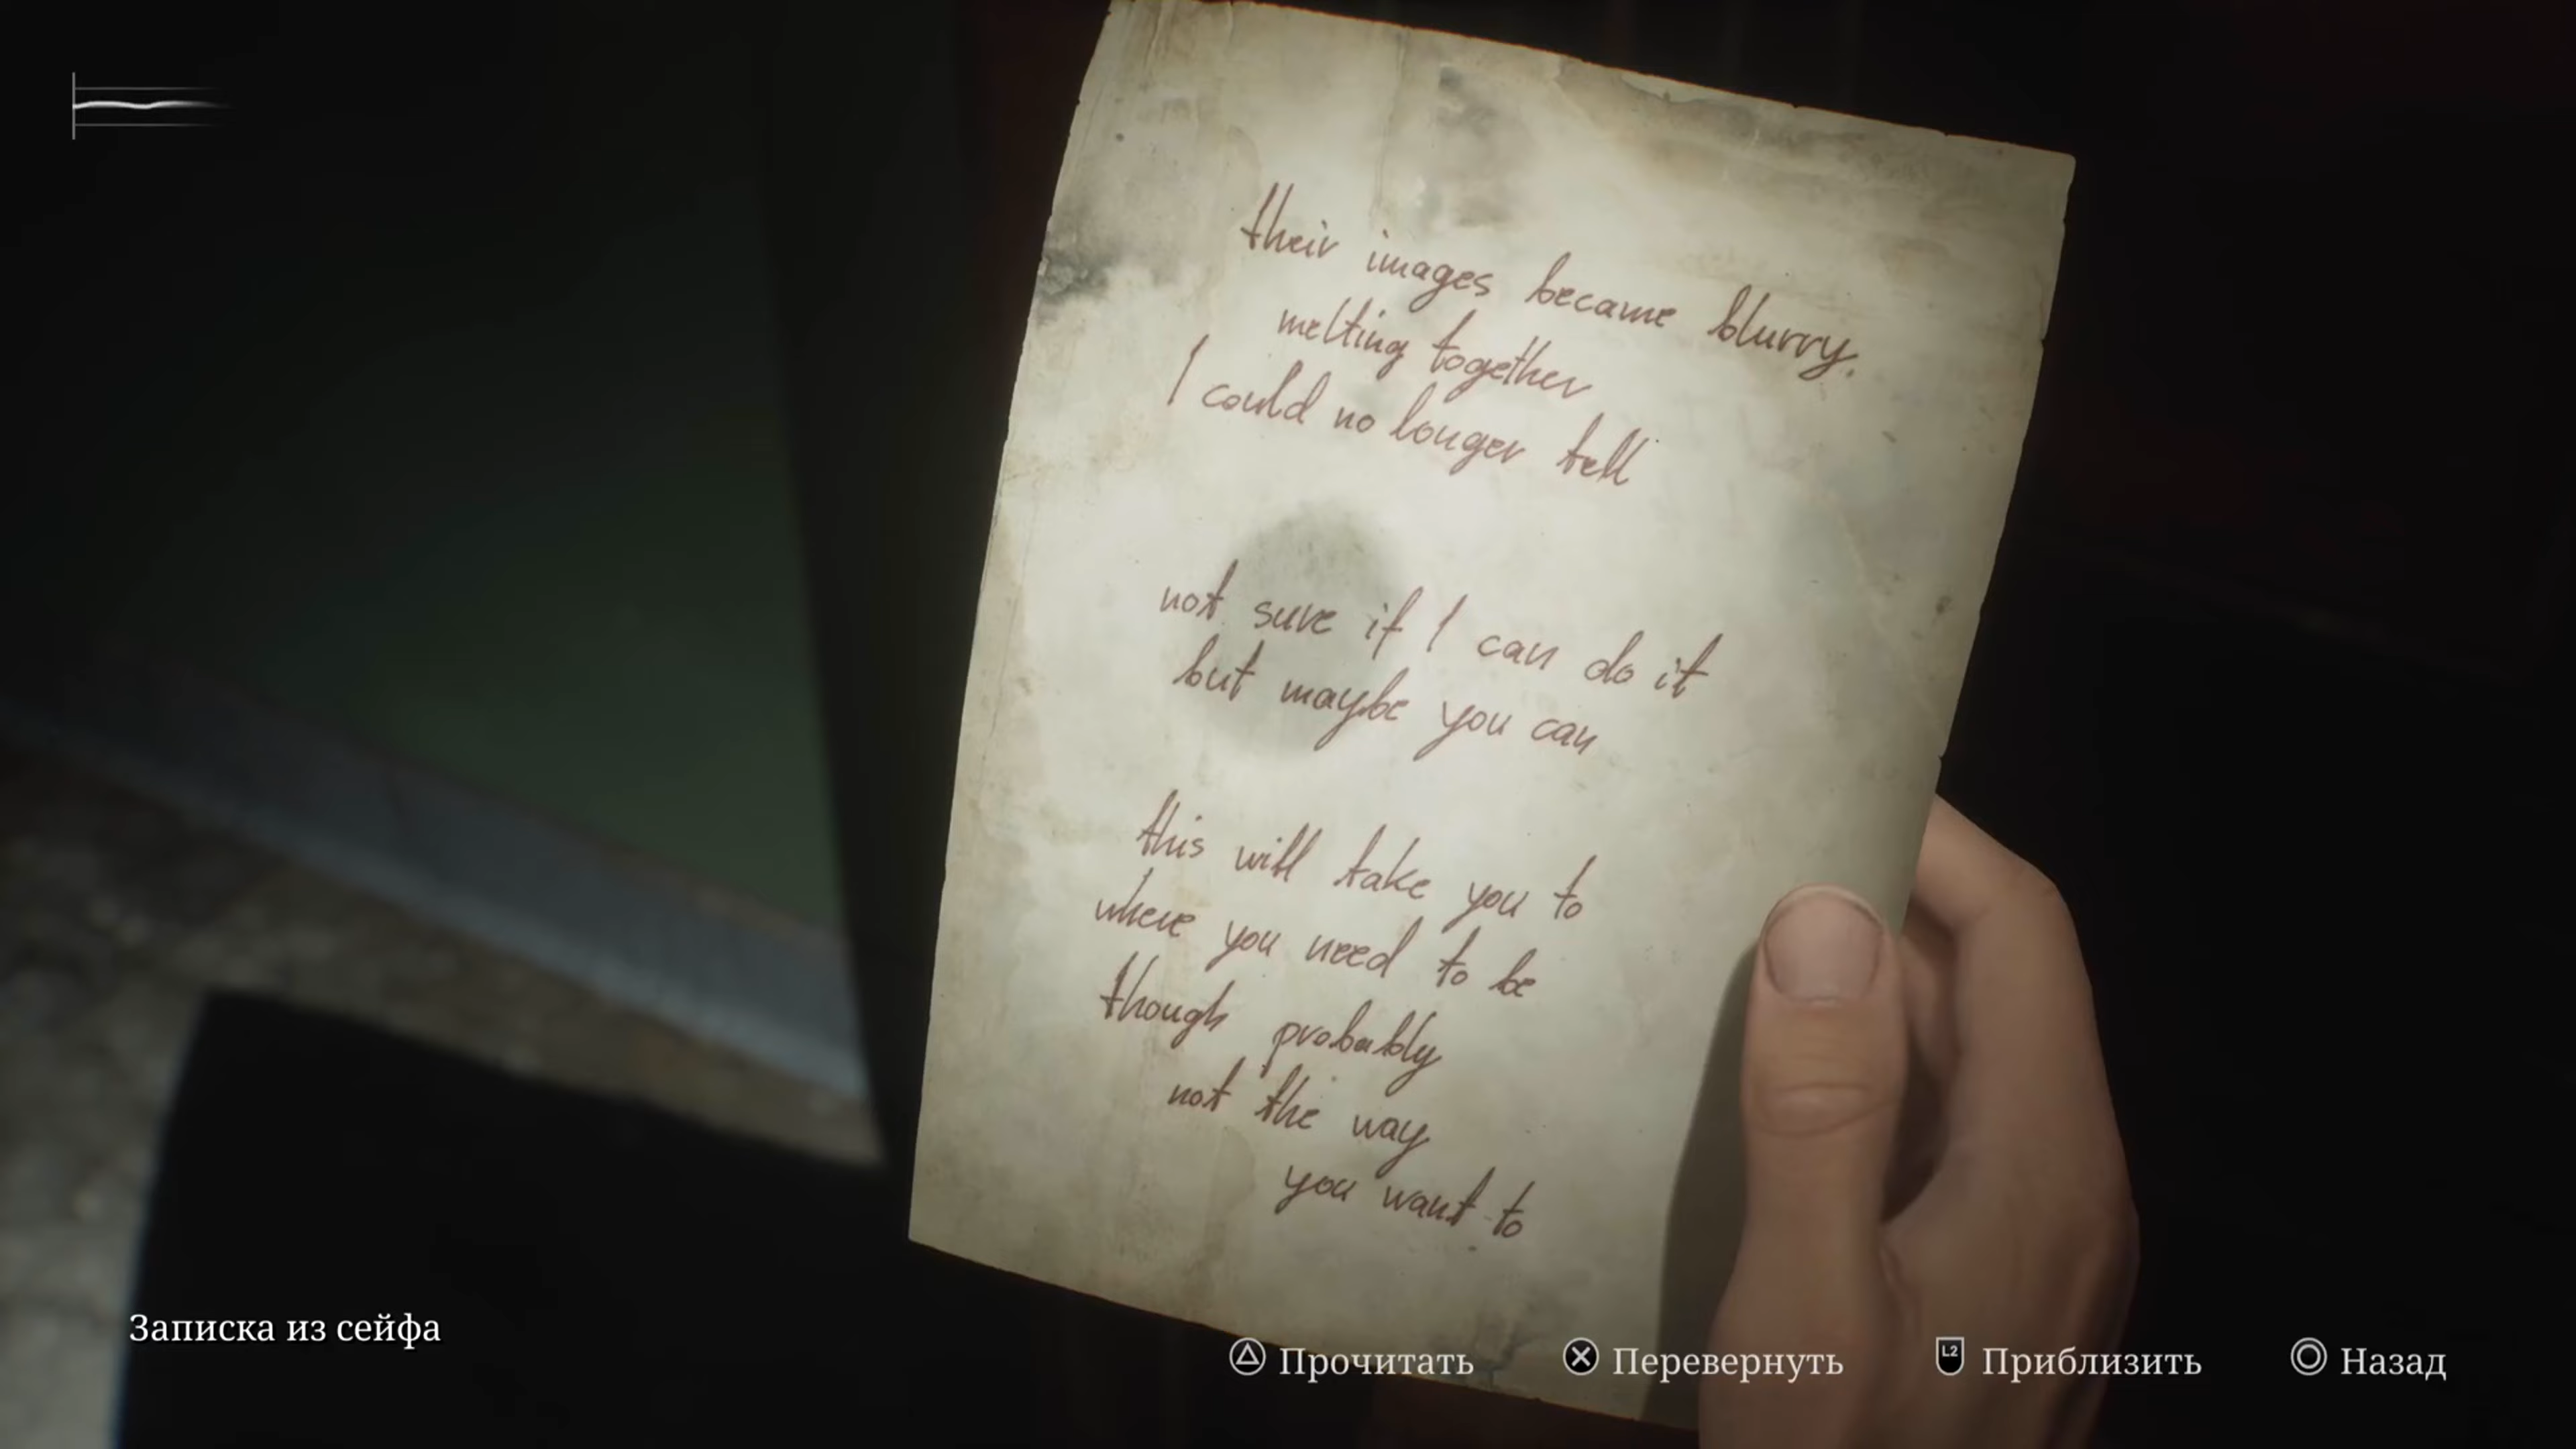 their images became blurry.
melting together
I could no longer tell
not sure if I can do it
but maybe you can
this will take you to
where you need to be
though probably
not the way
you want to
Записка из сейфа
Прочитать
Перевернуть
L2 Приблизить
Назад